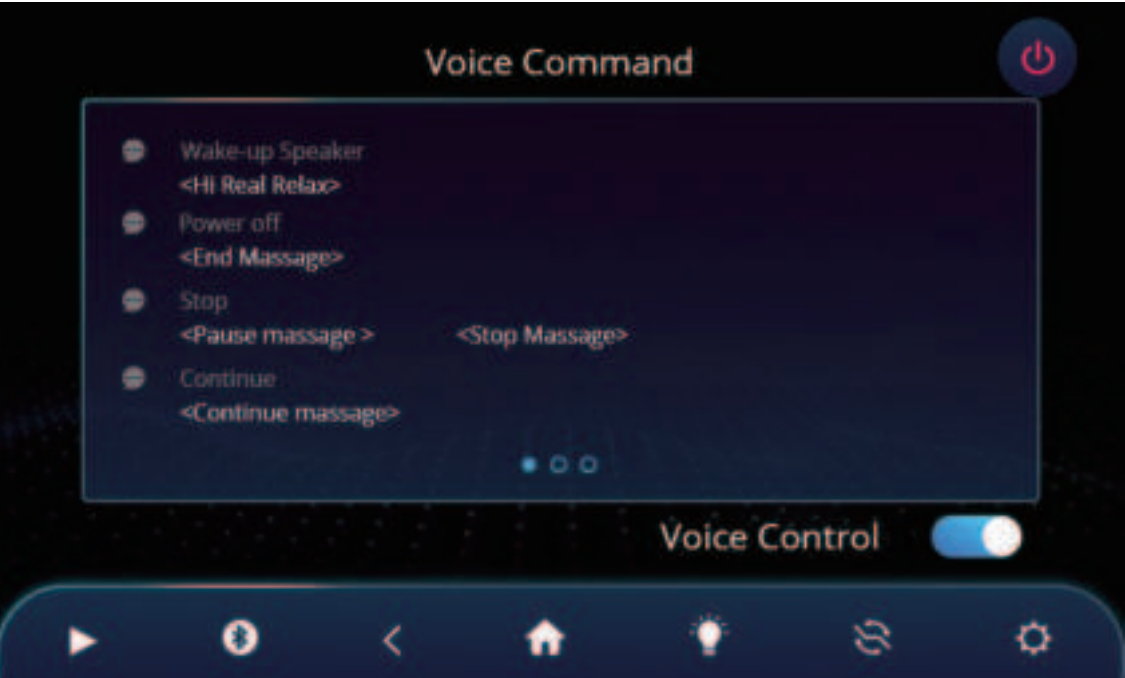 Voice Command
Wake-up Speaker
<Hi Real Relax>
Power off
<End Massage>
Stop
<Pause massage > <Stop Massage>
Continue
<Continue massage>
Voice Control